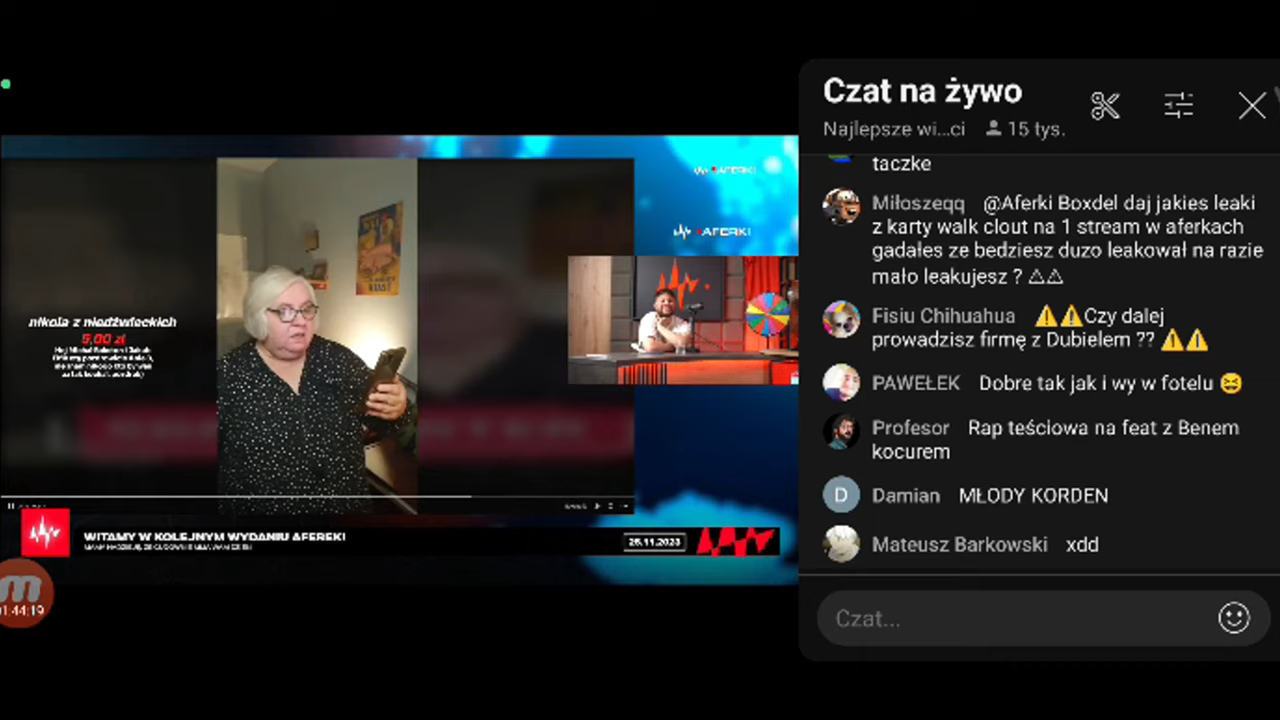 Czat na żywo
Najlepsze wi...ci 15 tys.
taczke
Miłoszeqq @Aferki Boxdel daj jakies leaki
z karty walk clout na 1 stream w aferkach
gadałes ze bedziesz duzo leakował na razie
mało leakujesz ? ⚠⚠
Fisiu Chihuahua ⚠️⚠️Czy dalej
prowadzisz firmę z Dubielem ?? ⚠️⚠️
PAWEŁEK Dobre tak jak i wy w fotelu 😆
Profesor Rap teściowa na feat z Benem
kocurem
D Damian MŁODY KORDEN
Mateusz Barkowski xdd
Czat...
AFERKI
AFERKI
nikola z niedźwieckich
5,00 zł
WITAMY W KOLEJNYM WYDANIU AFEREK!
25.11.2023
m
1:44:19